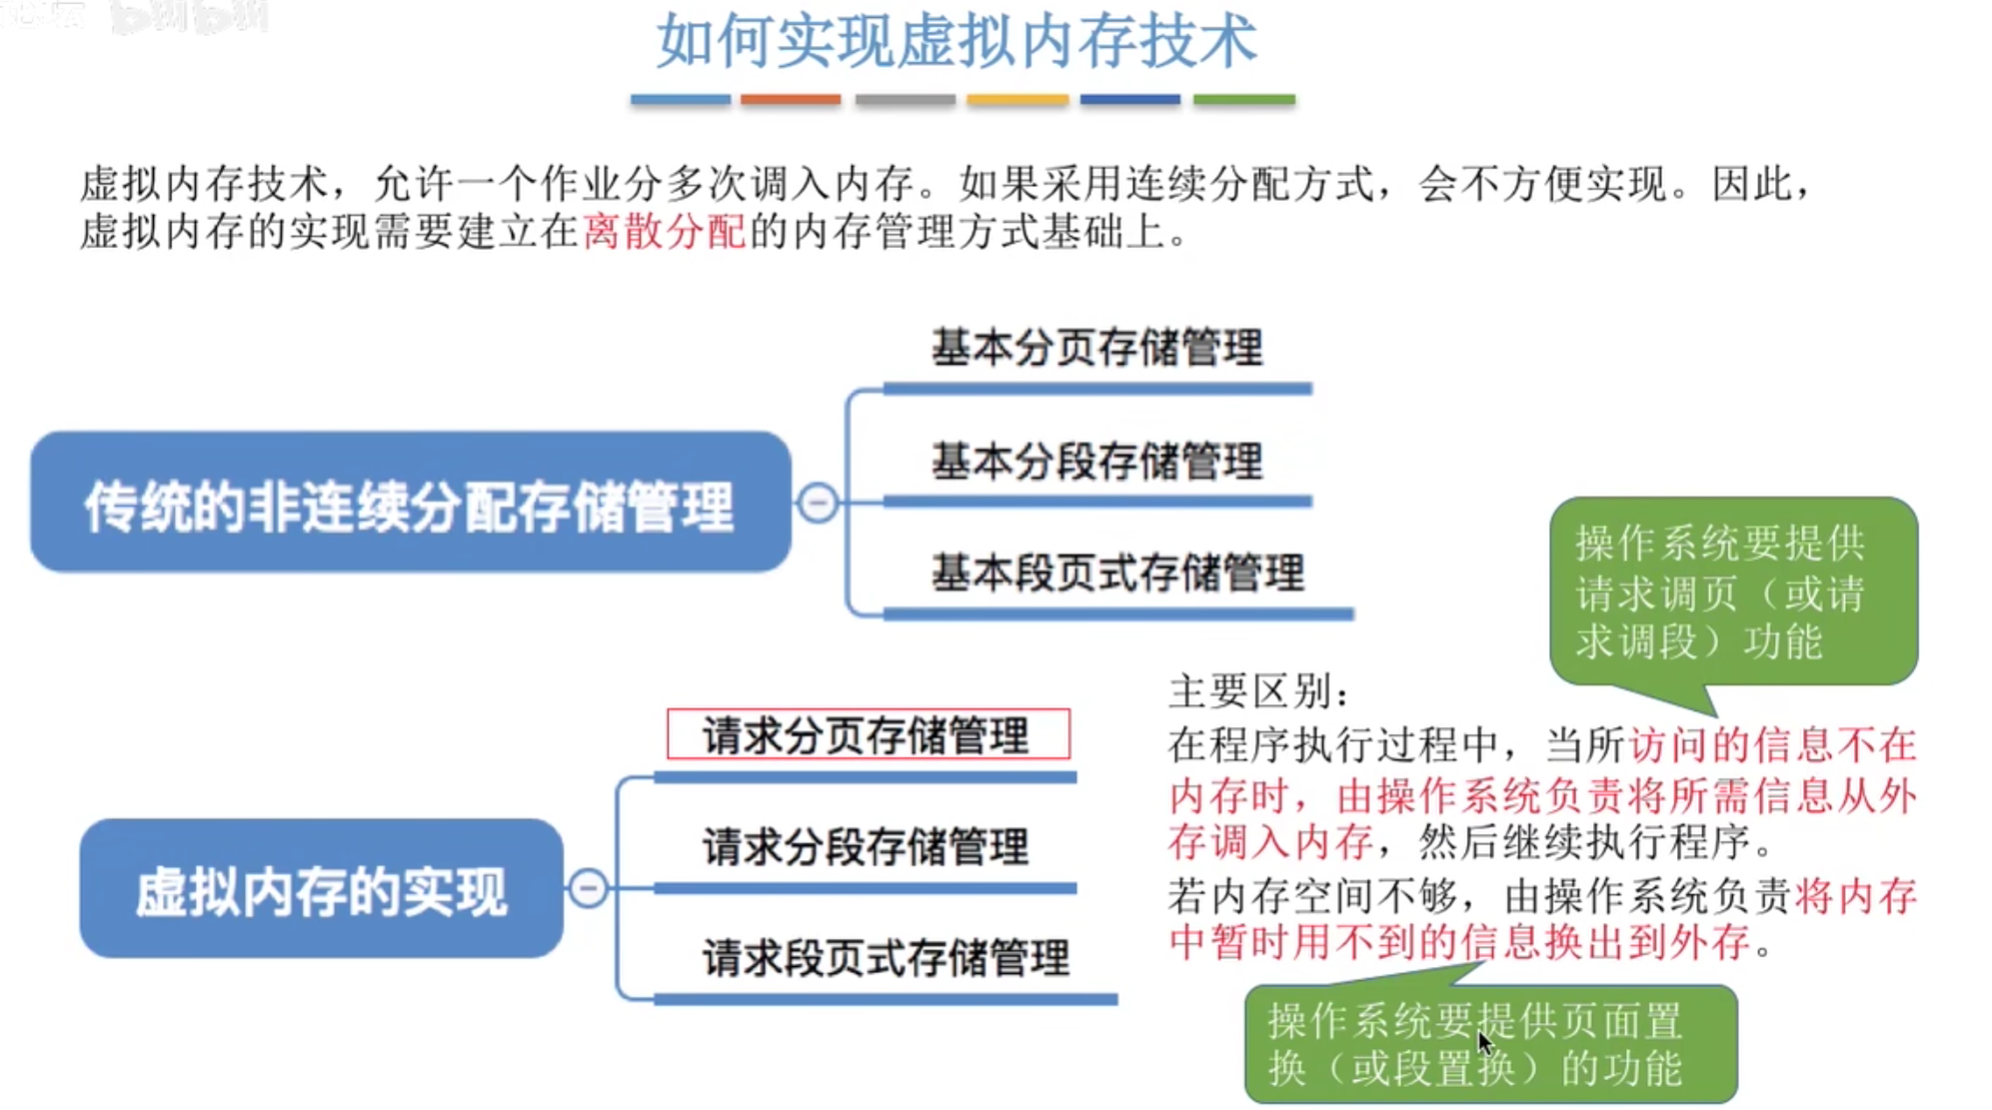 bilibili
如何实现虚拟内存技术
虚拟内存技术，允许一个作业分多次调入内存。如果采用连续分配方式，会不方便实现。因此，
虚拟内存的实现需要建立在离散分配的内存管理方式基础上。
传统的非连续分配存储管理
基本分页存储管理
基本分段存储管理
基本段页式存储管理
虚拟内存的实现
请求分页存储管理
请求分段存储管理
请求段页式存储管理
操作系统要提供
请求调页（或请
求调段）功能
主要区别：
在程序执行过程中，当所访问的信息不在
内存时，由操作系统负责将所需信息从外
存调入内存，然后继续执行程序。
若内存空间不够，由操作系统负责将内存
中暂时用不到的信息换出到外存。
操作系统要提供页面置
换（或段置换）的功能